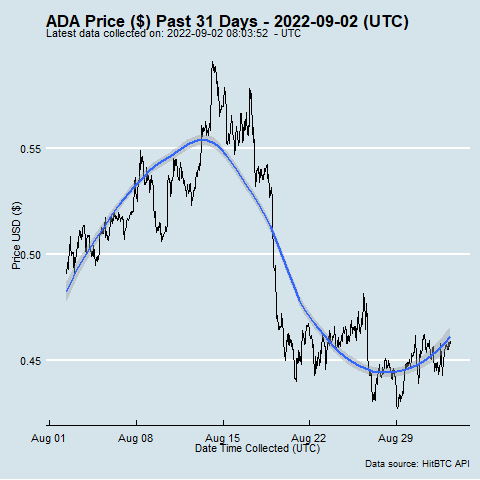 ADA Price ($) Past 31 Days - 2022-09-02 (UTC)
Latest data collected on: 2022-09-02 08:03:52 - UTC
0.55
0.50
0.45
Price USD ($)
Aug 01 Aug 08 Aug 15 Aug 22 Aug 29
Date Time Collected (UTC)
Data source: HitBTC API